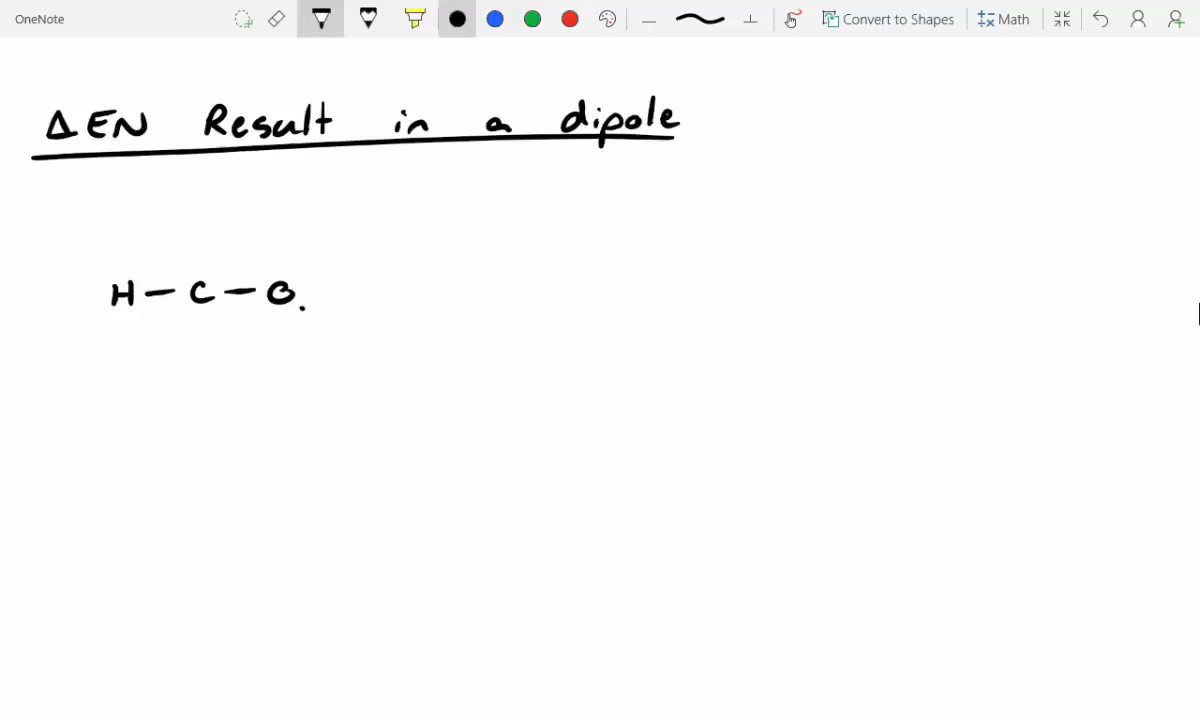 OneNote Convert to Shapes Math
ΔEN Result in a dipole
H-C-O.